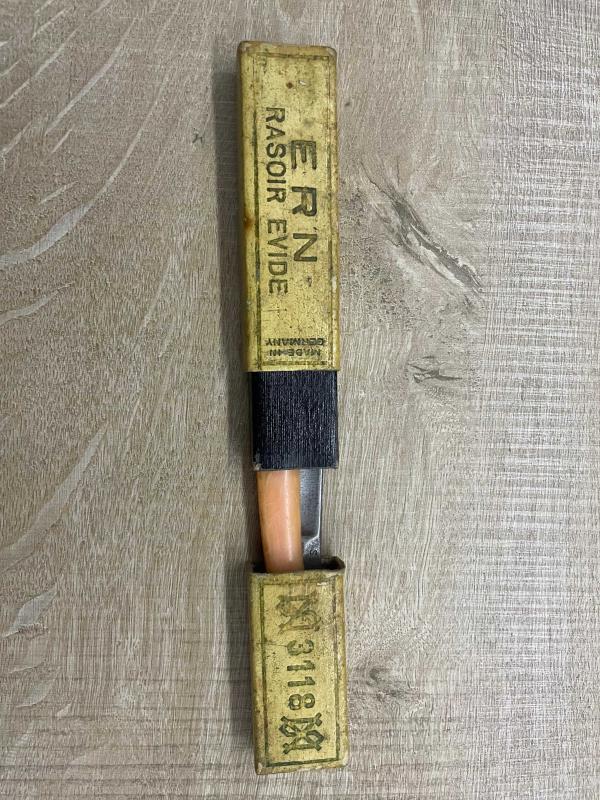 ERN
RASOIR EVIDE
MADE IN
GERMANY
3118